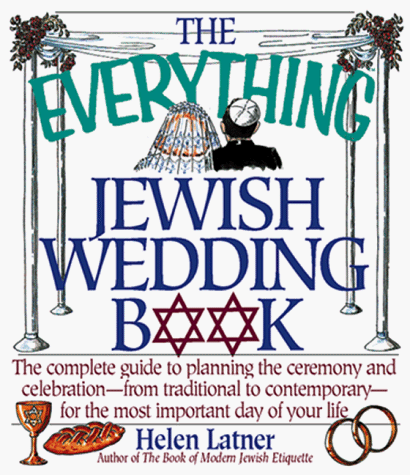 THE
EVERYTHING
JEWISH
WEDDING
BOOK
The complete guide to planning the ceremony and
celebration—from traditional to contemporary—
for the most important day of your life
Helen Latner
Author of The Book of Modern Jewish Etiquette